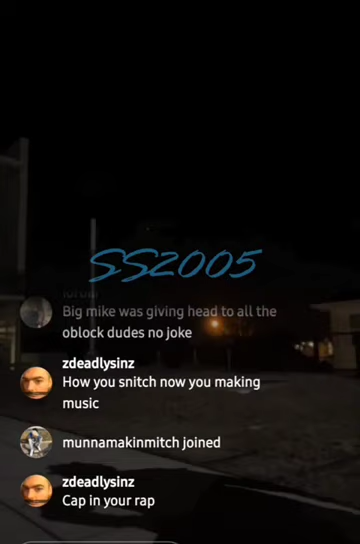 SS2005
Big mike was giving head to all the
oblock dudes no joke
zdeadlysinz
How you snitch now you making
music
munnamakinmitch joined
zdeadlysinz
Cap in your rap